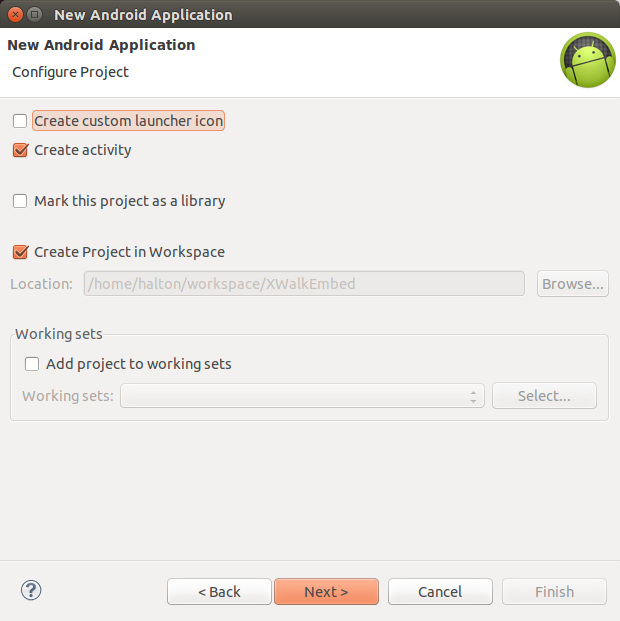 New Android Application
New Android Application
Configure Project
Create custom launcher icon
Create activity
Mark this project as a library
Create Project in Workspace
Location: /home/halton/workspace/XWalkEmbed Browse...
Working sets
Add project to working sets
Working sets: Select...
? < Back Next > Cancel Finish